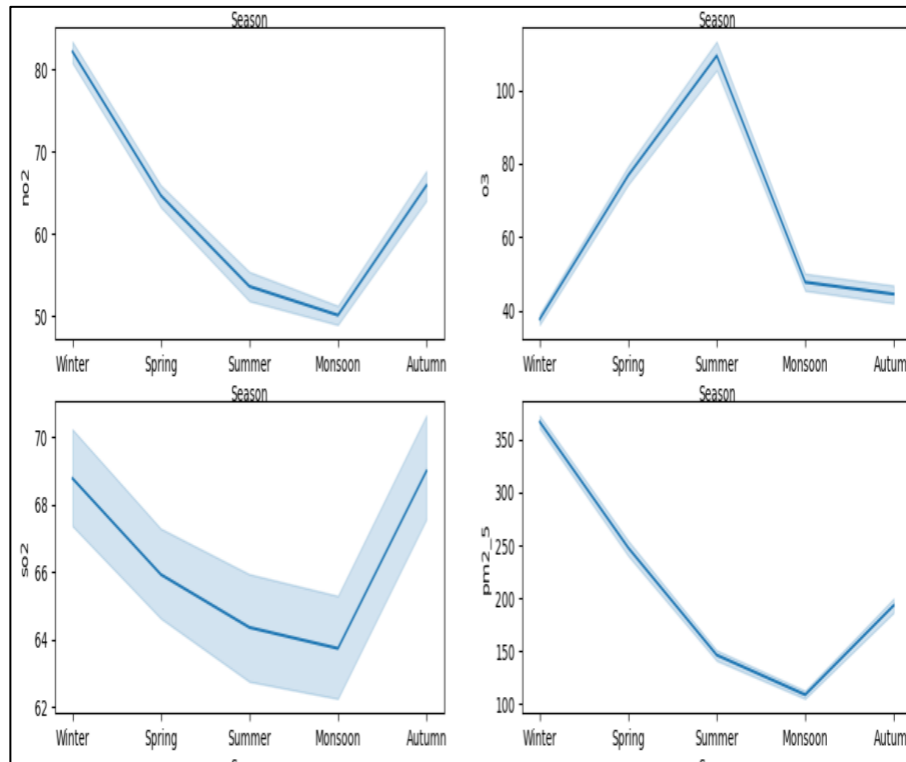 Season
80
70
60
50
no2
Winter Spring Summer Monsoon Autumn
Season
100
80
60
40
o3
Winter Spring Summer Monsoon Autum
Season
70
68
66
64
62
so2
Winter Spring Summer Monsoon Autumn
Season
350
300
250
200
150
100
pm2_5
Winter Spring Summer Monsoon Autum